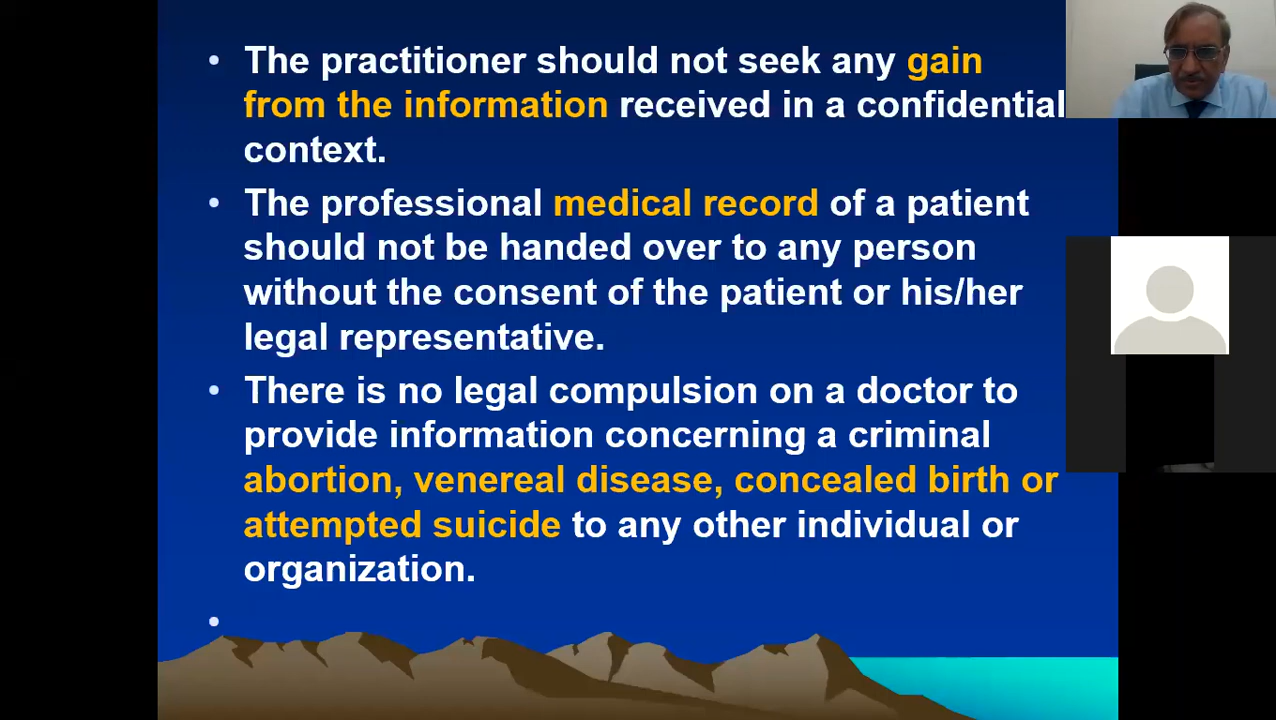 • The practitioner should not seek any gain
from the information received in a confidential
context.
• The professional medical record of a patient
should not be handed over to any person
without the consent of the patient or his/her
legal representative.
• There is no legal compulsion on a doctor to
provide information concerning a criminal
abortion, venereal disease, concealed birth or
attempted suicide to any other individual or
organization.
•